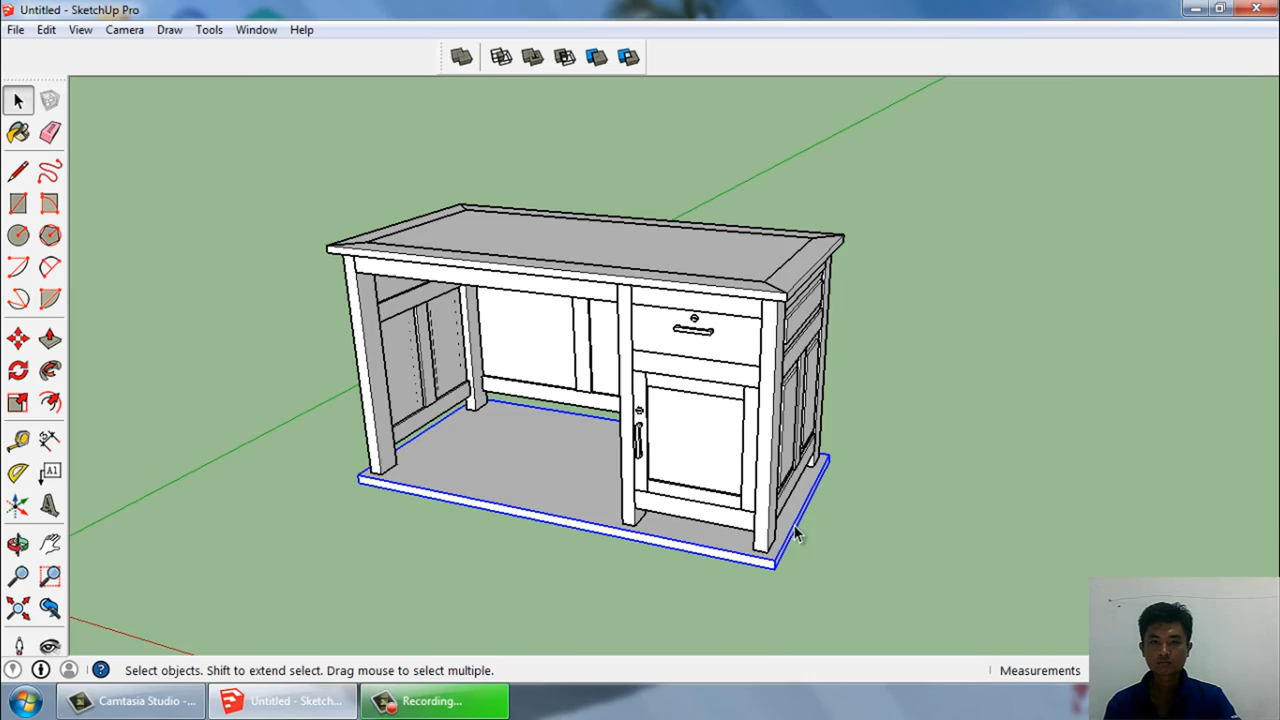 Untitled - SketchUp Pro
File Edit View Camera Draw Tools Window Help
A1
Select objects. Shift to extend select. Drag mouse to select multiple.
Measurements
Camtasia Studio -...
Untitled - Sketch...
Recording...